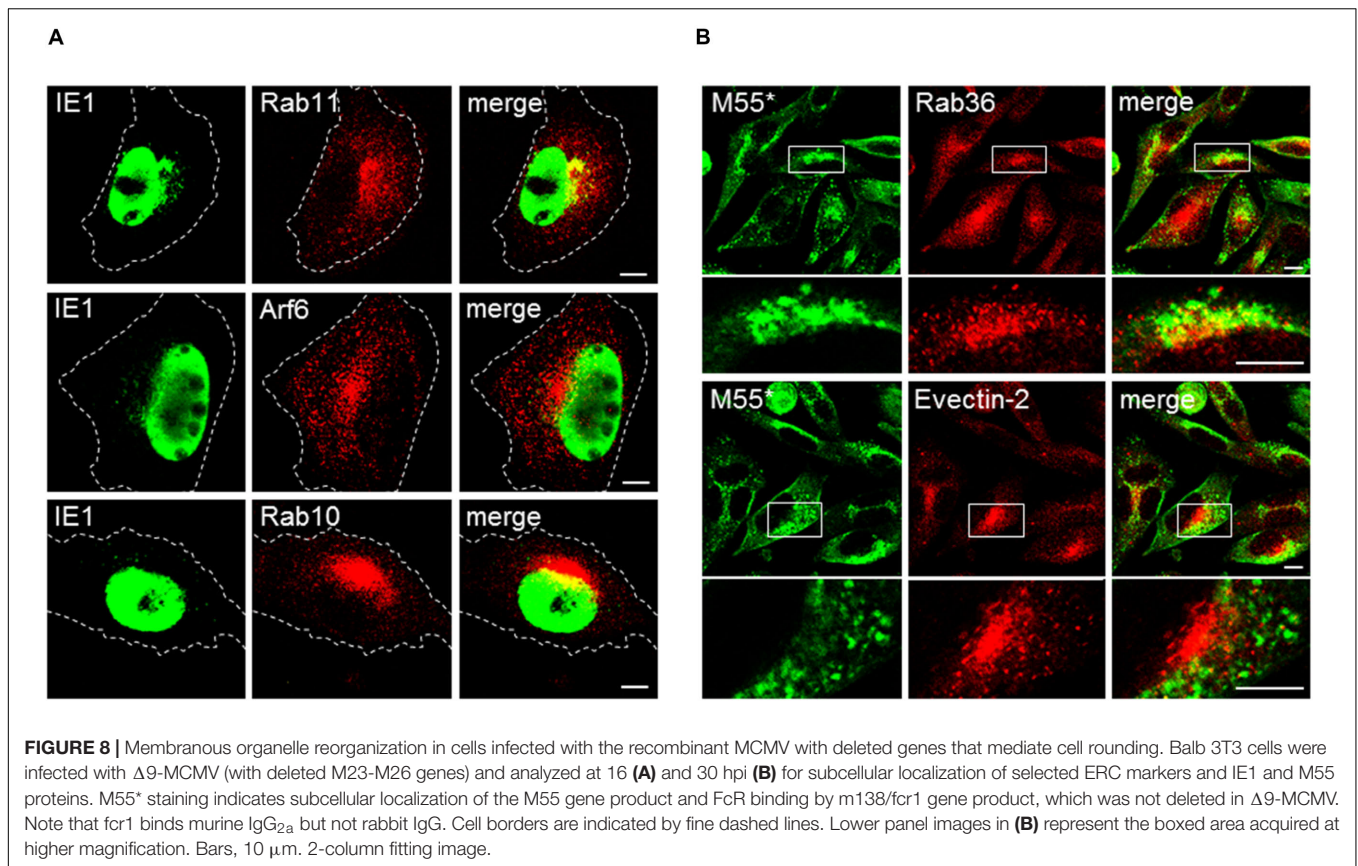 A
B
IE1 Rab11 merge
IE1 Arf6 merge
IE1 Rab10 merge
M55* Rab36 merge
M55* Evectin-2 merge
FIGURE 8 | Membranous organelle reorganization in cells infected with the recombinant MCMV with deleted genes that mediate cell rounding. Balb 3T3 cells were
infected with Δ9-MCMV (with deleted M23-M26 genes) and analyzed at 16 (A) and 30 hpi (B) for subcellular localization of selected ERC markers and IE1 and M55
proteins. M55* staining indicates subcellular localization of the M55 gene product and FcR binding by m138/fcr1 gene product, which was not deleted in Δ9-MCMV.
Note that fcr1 binds murine IgG2a but not rabbit IgG. Cell borders are indicated by fine dashed lines. Lower panel images in (B) represent the boxed area acquired at
higher magnification. Bars, 10 μm. 2-column fitting image.